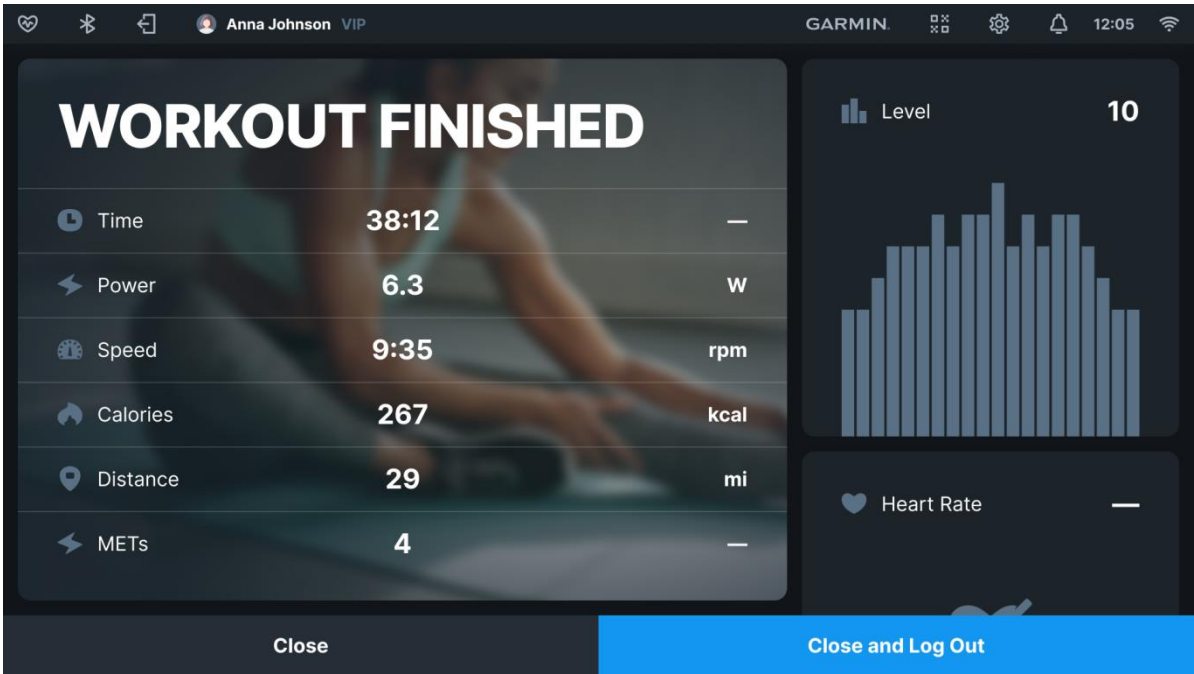 Anna Johnson VIP GARMIN. 12:05
WORKOUT FINISHED
Time 38:12 —
Power 6.3 W
Speed 9:35 rpm
Calories 267 kcal
Distance 29 mi
METs 4 —
Level 10
Heart Rate —
Close
Close and Log Out